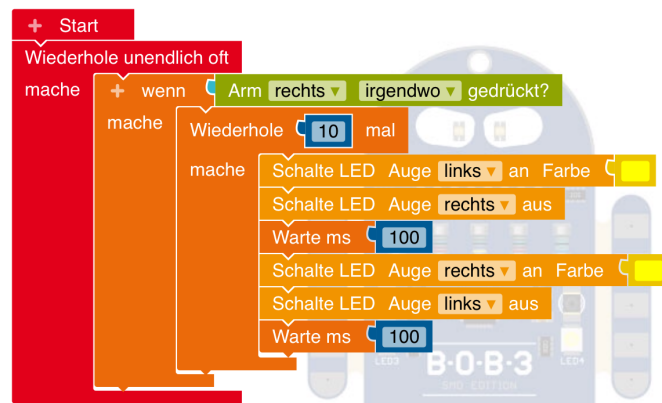 + Start
Wiederhole unendlich oft
mache + wenn Arm rechts ▾ irgendwo ▾ gedrückt?
mache Wiederhole 10 mal
mache Schalte LED Auge links ▾ an Farbe
Schalte LED Auge rechts ▾ aus
Warte ms 100
Schalte LED Auge rechts ▾ an Farbe
Schalte LED Auge links ▾ aus
Warte ms 100
LED3 B·O·B·3 LED4
SMD EDITION